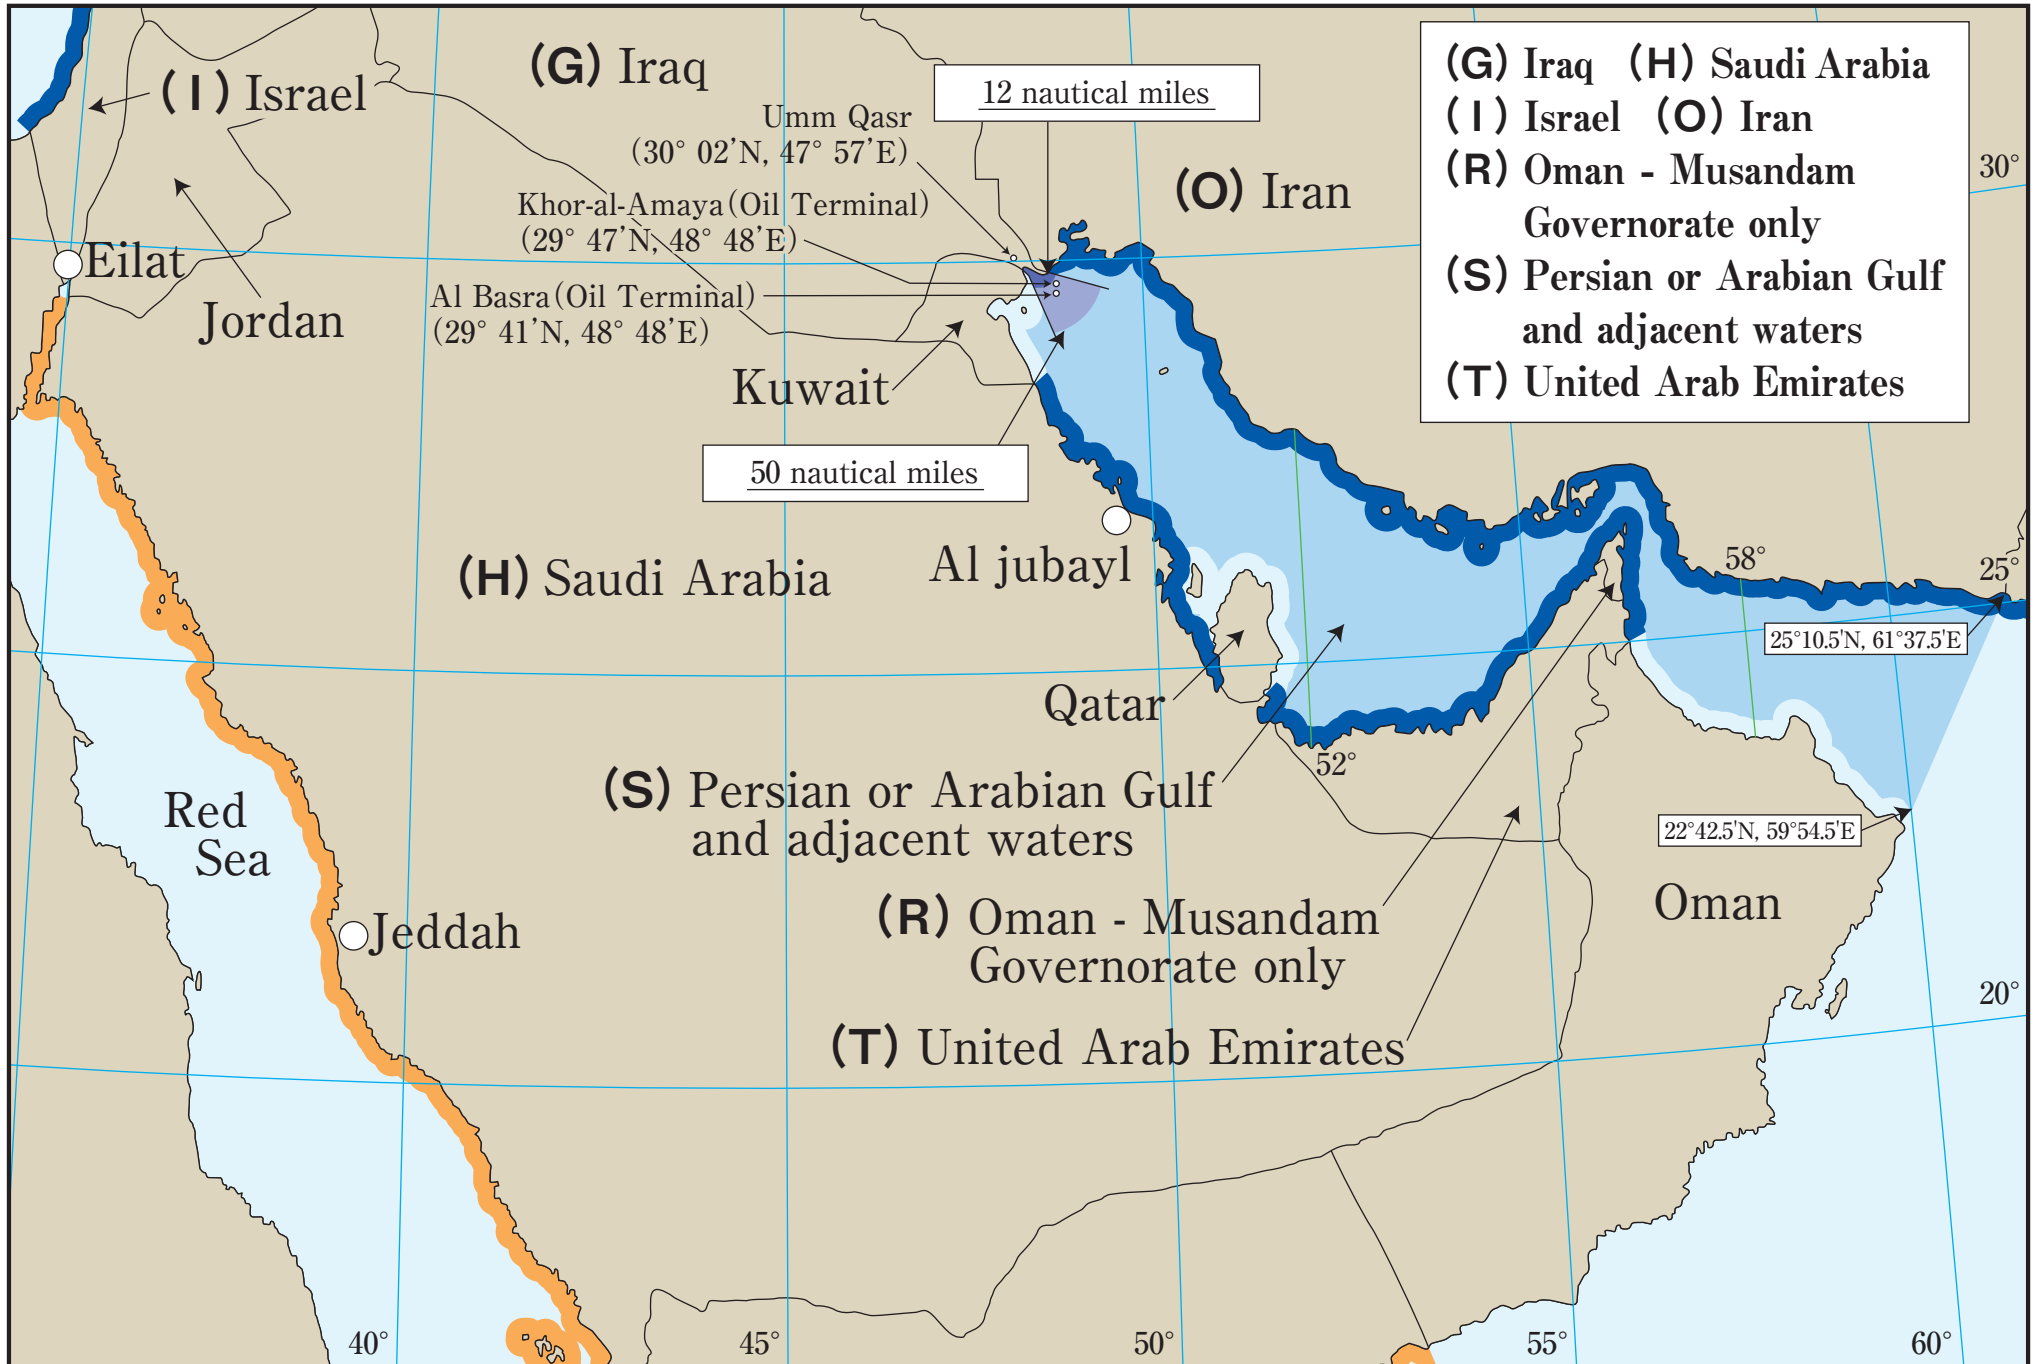 (G) Iraq
(I) Israel
12 nautical miles
Umm Qasr
(30° 02’N, 47° 57’E)
Khor-al-Amaya(Oil Terminal)
(29° 47’N, 48° 48’E)
(O) Iran
Al Basra(Oil Terminal)
(29° 41’N, 48° 48’E)
Eilat
Jordan
Kuwait
50 nautical miles
(G) Iraq (H) Saudi Arabia
(I) Israel (O) Iran
(R) Oman - Musandam
Governorate only
(S) Persian or Arabian Gulf
and adjacent waters
(T) United Arab Emirates
30°
(H) Saudi Arabia
Al jubayl
58°
25°
25°10.5'N, 61°37.5'E
Qatar
52°
(S) Persian or Arabian Gulf
and adjacent waters
22°42.5'N, 59°54.5'E
Red
Sea
Jeddah
(R) Oman - Musandam
Governorate only
Oman
(T) United Arab Emirates
20°
40°
45°
50°
55°
60°